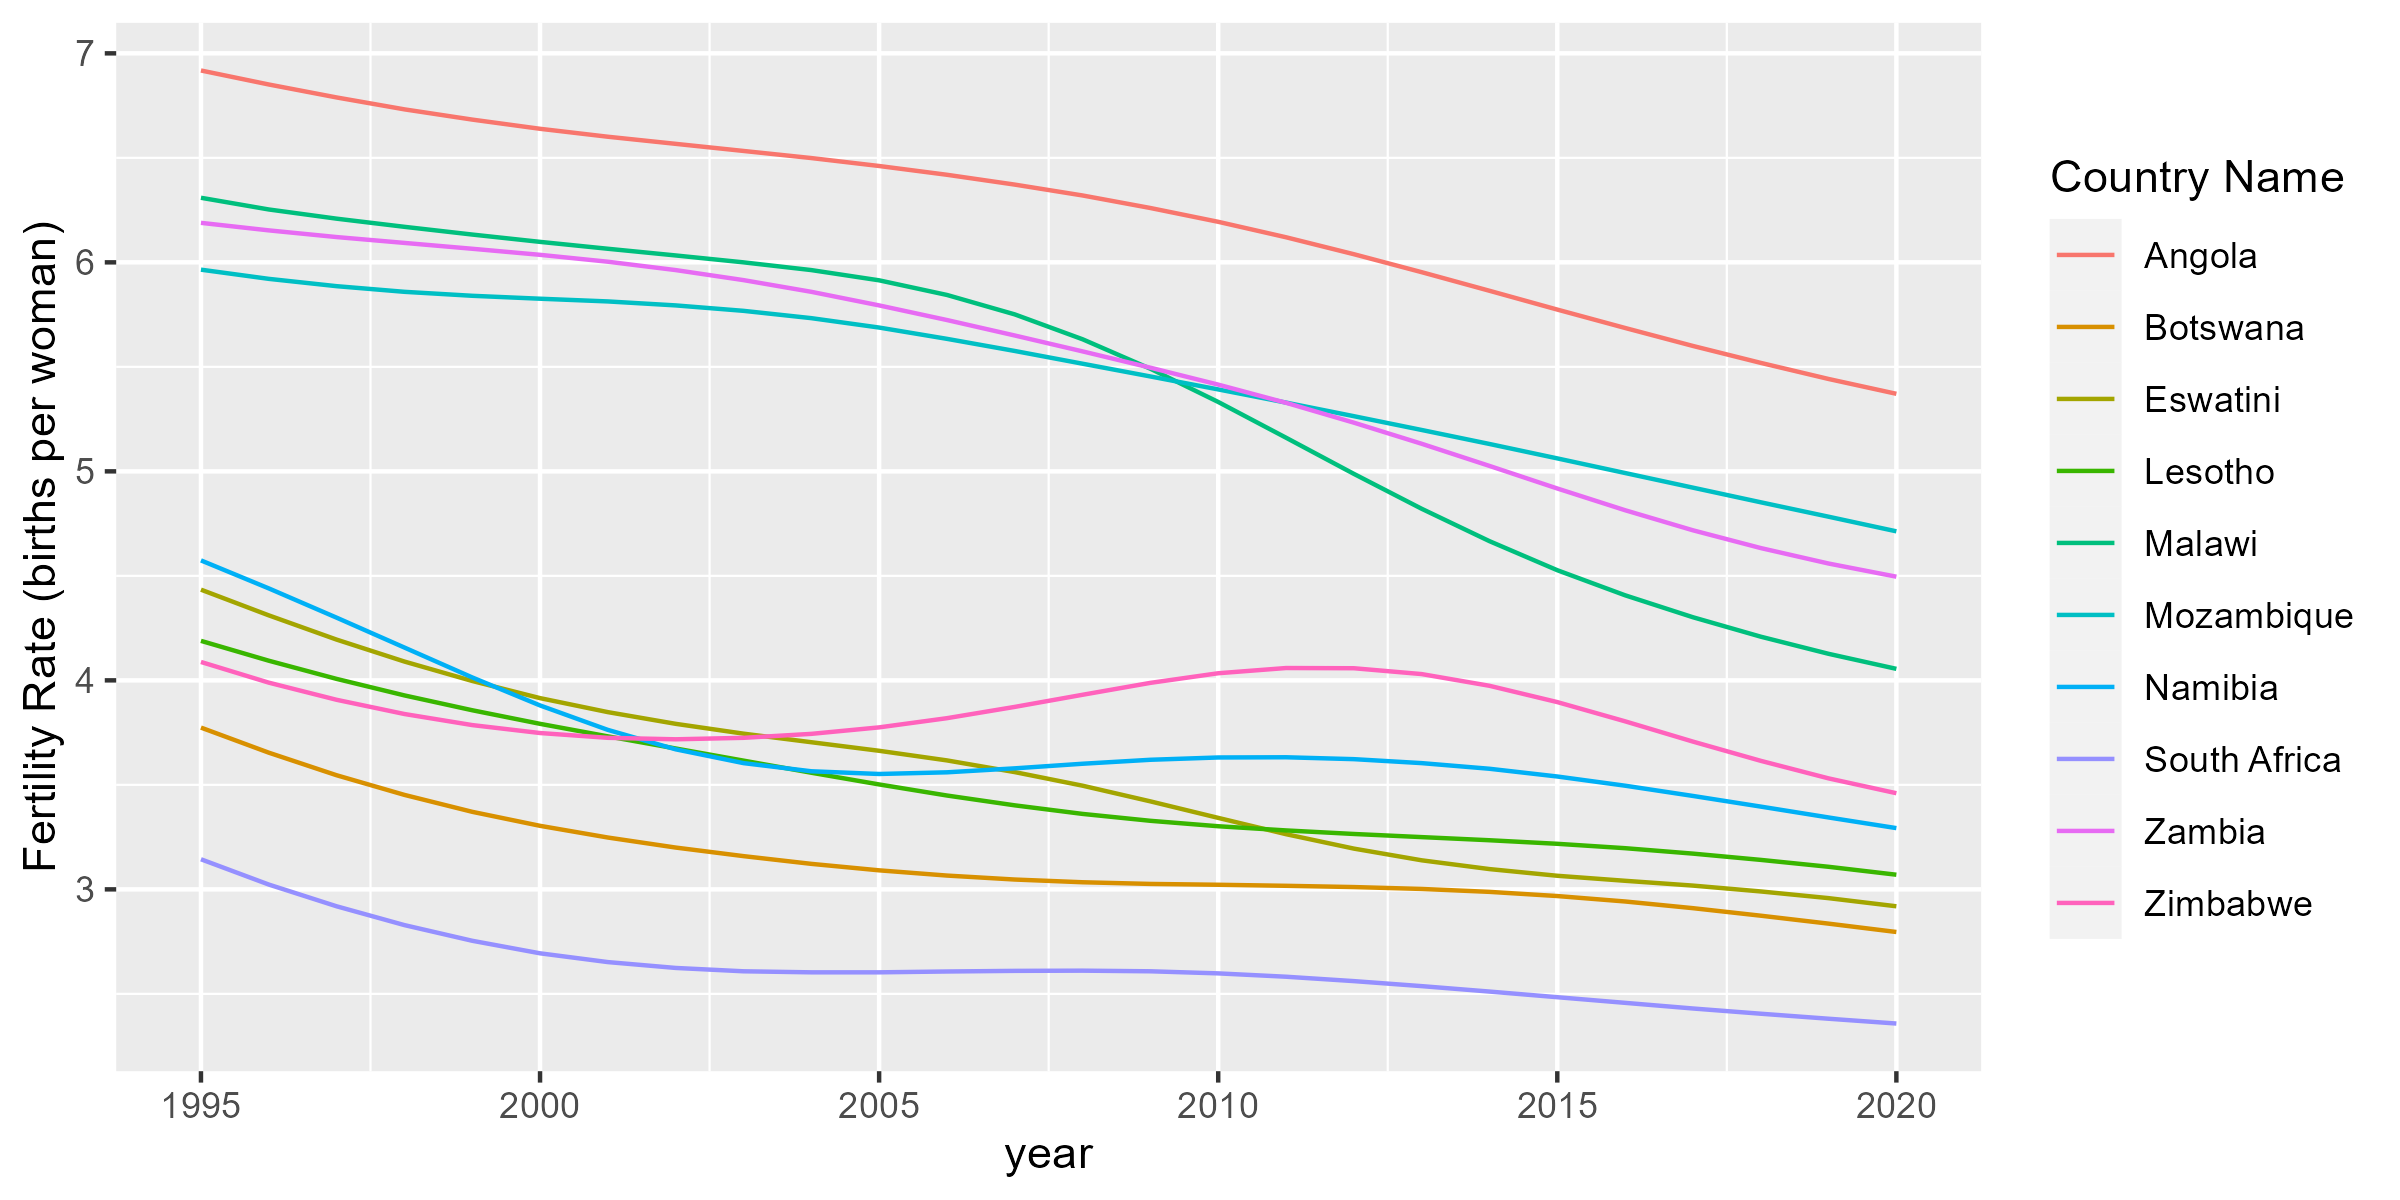 Fertility Rate (births per woman)
7
6
5
4
3
1995 2000 2005 2010 2015 2020
year
Country Name
Angola
Botswana
Eswatini
Lesotho
Malawi
Mozambique
Namibia
South Africa
Zambia
Zimbabwe